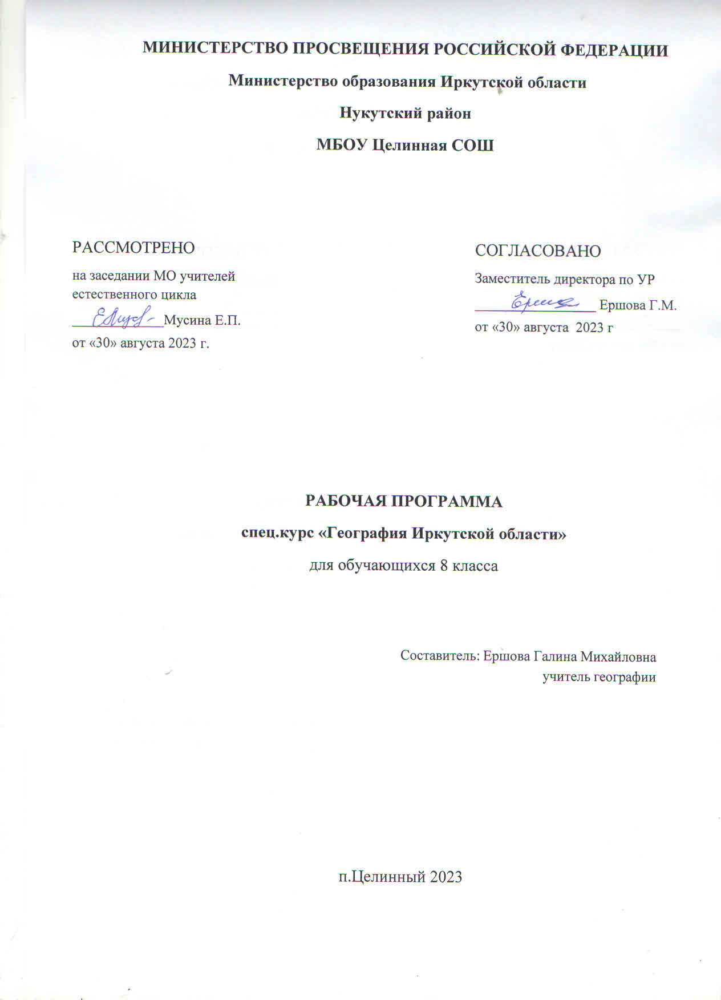 МИНИСТЕРСТВО ПРОСВЕЩЕНИЯ РОССИЙСКОЙ ФЕДЕРАЦИИ
Министерство образования Иркутской области
Нукутский район
МБОУ Целинная СОШ
РАССМОТРЕНО
на заседании МО учителей
естественного цикла
Мусина Е.П.
от «30» августа 2023 г.
СОГЛАСОВАНО
Заместитель директора по УР
Ершова Г.М.
от «30» августа 2023 г
РАБОЧАЯ ПРОГРАММА
спец.курс «География Иркутской области»
для обучающихся 8 класса
Составитель: Ершова Галина Михайловна
учитель географии
п.Целинный 2023